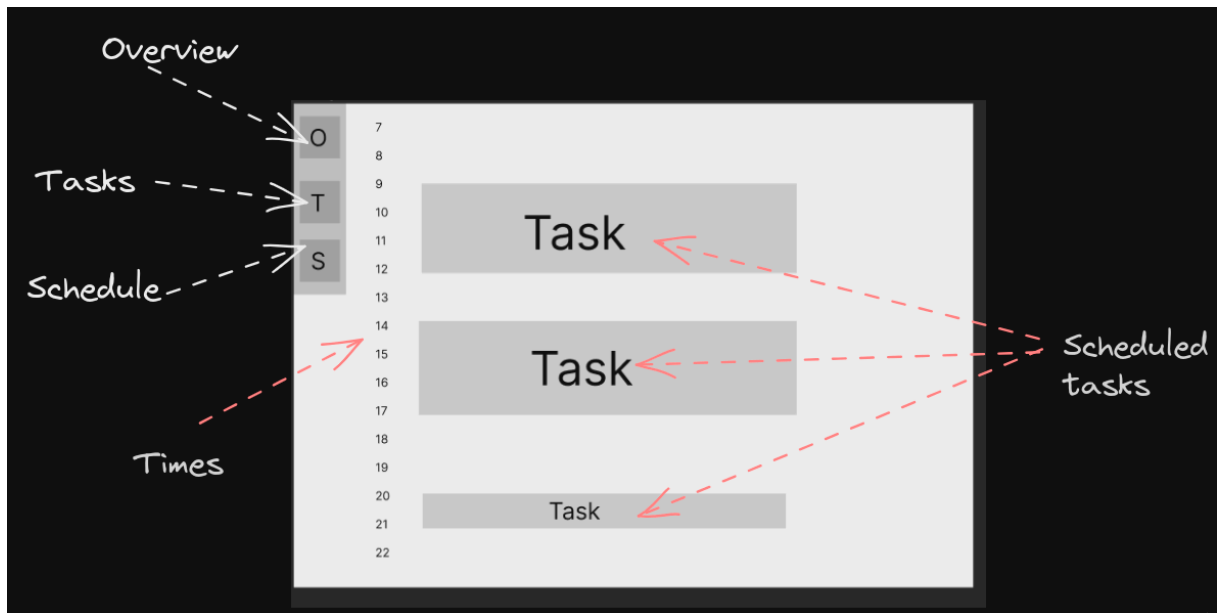 Overview
O
7
8
Tasks
T
9
10
Task
11
Schedule
S
12
13
14
15
Task
Scheduled
tasks
16
17
18
Times
19
20
Task
21
22